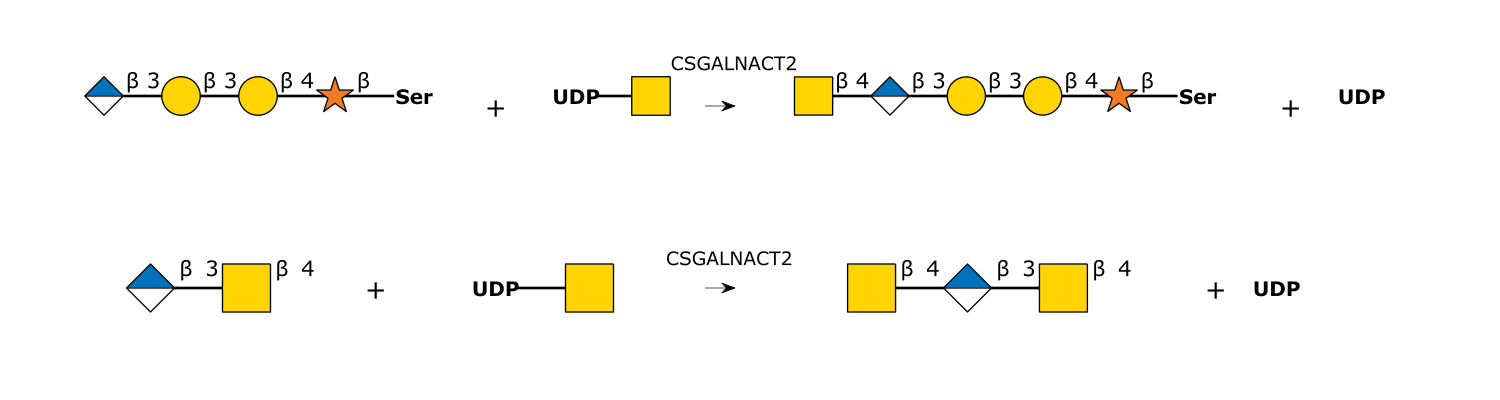 CSGALNACT2
β 3 β 3 β 4 β Ser + UDP β 4 β 3 β 3 β 4 β Ser + UDP
CSGALNACT2
β 3 β 4 + UDP β 4 β 3 β 4 + UDP